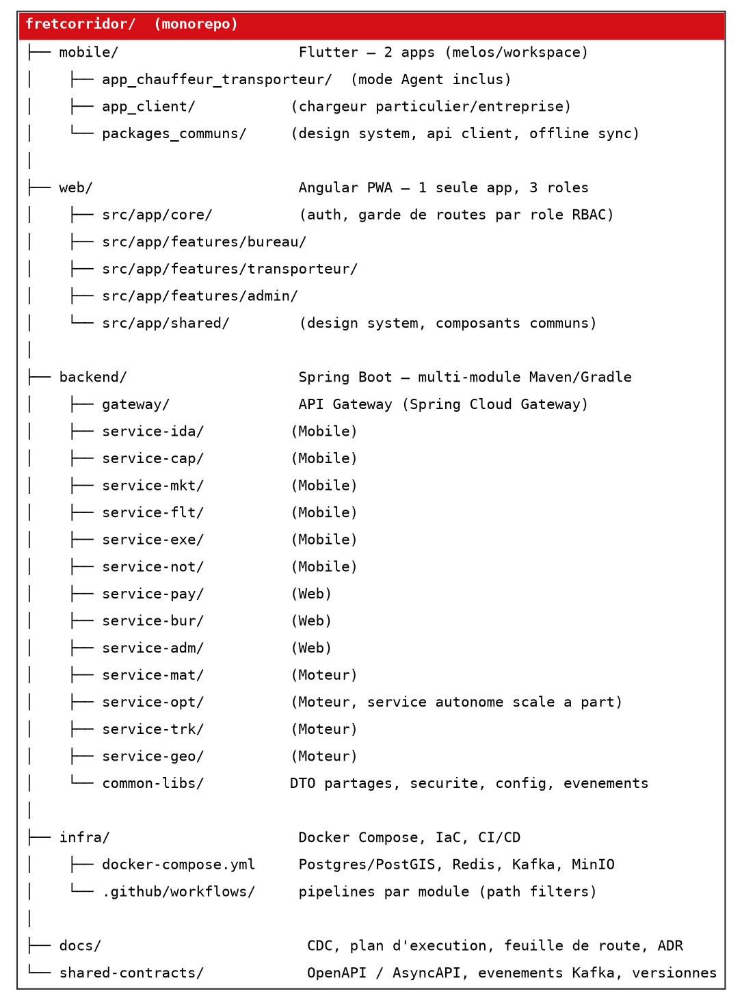 fretcorridor/  (monorepo)
├── mobile/                     Flutter — 2 apps (melos/workspace)
│    ├── app_chauffeur_transporteur/  (mode Agent inclus)
│    ├── app_client/           (chargeur particulier/entreprise)
│    └── packages_communs/     (design system, api client, offline sync)
│
├── web/                        Angular PWA — 1 seule app, 3 roles
│    ├── src/app/core/          (auth, garde de routes par role RBAC)
│    ├── src/app/features/bureau/
│    ├── src/app/features/transporteur/
│    ├── src/app/features/admin/
│    └── src/app/shared/        (design system, composants communs)
│
├── backend/                    Spring Boot — multi-module Maven/Gradle
│    ├── gateway/               API Gateway (Spring Cloud Gateway)
│    ├── service-ida/          (Mobile)
│    ├── service-cap/          (Mobile)
│    ├── service-mkt/          (Mobile)
│    ├── service-flt/          (Mobile)
│    ├── service-exe/          (Mobile)
│    ├── service-not/          (Mobile)
│    ├── service-pay/          (Web)
│    ├── service-bur/          (Web)
│    ├── service-adm/          (Web)
│    ├── service-mat/          (Moteur)
│    ├── service-opt/          (Moteur, service autonome scale a part)
│    ├── service-trk/          (Moteur)
│    ├── service-geo/          (Moteur)
│    └── common-libs/          DTO partages, securite, config, evenements
│
├── infra/                      Docker Compose, IaC, CI/CD
│    ├── docker-compose.yml     Postgres/PostGIS, Redis, Kafka, MinIO
│    └── .github/workflows/     pipelines par module (path filters)
│
├── docs/                        CDC, plan d'execution, feuille de route, ADR
└── shared-contracts/            OpenAPI / AsyncAPI, evenements Kafka, versionnes